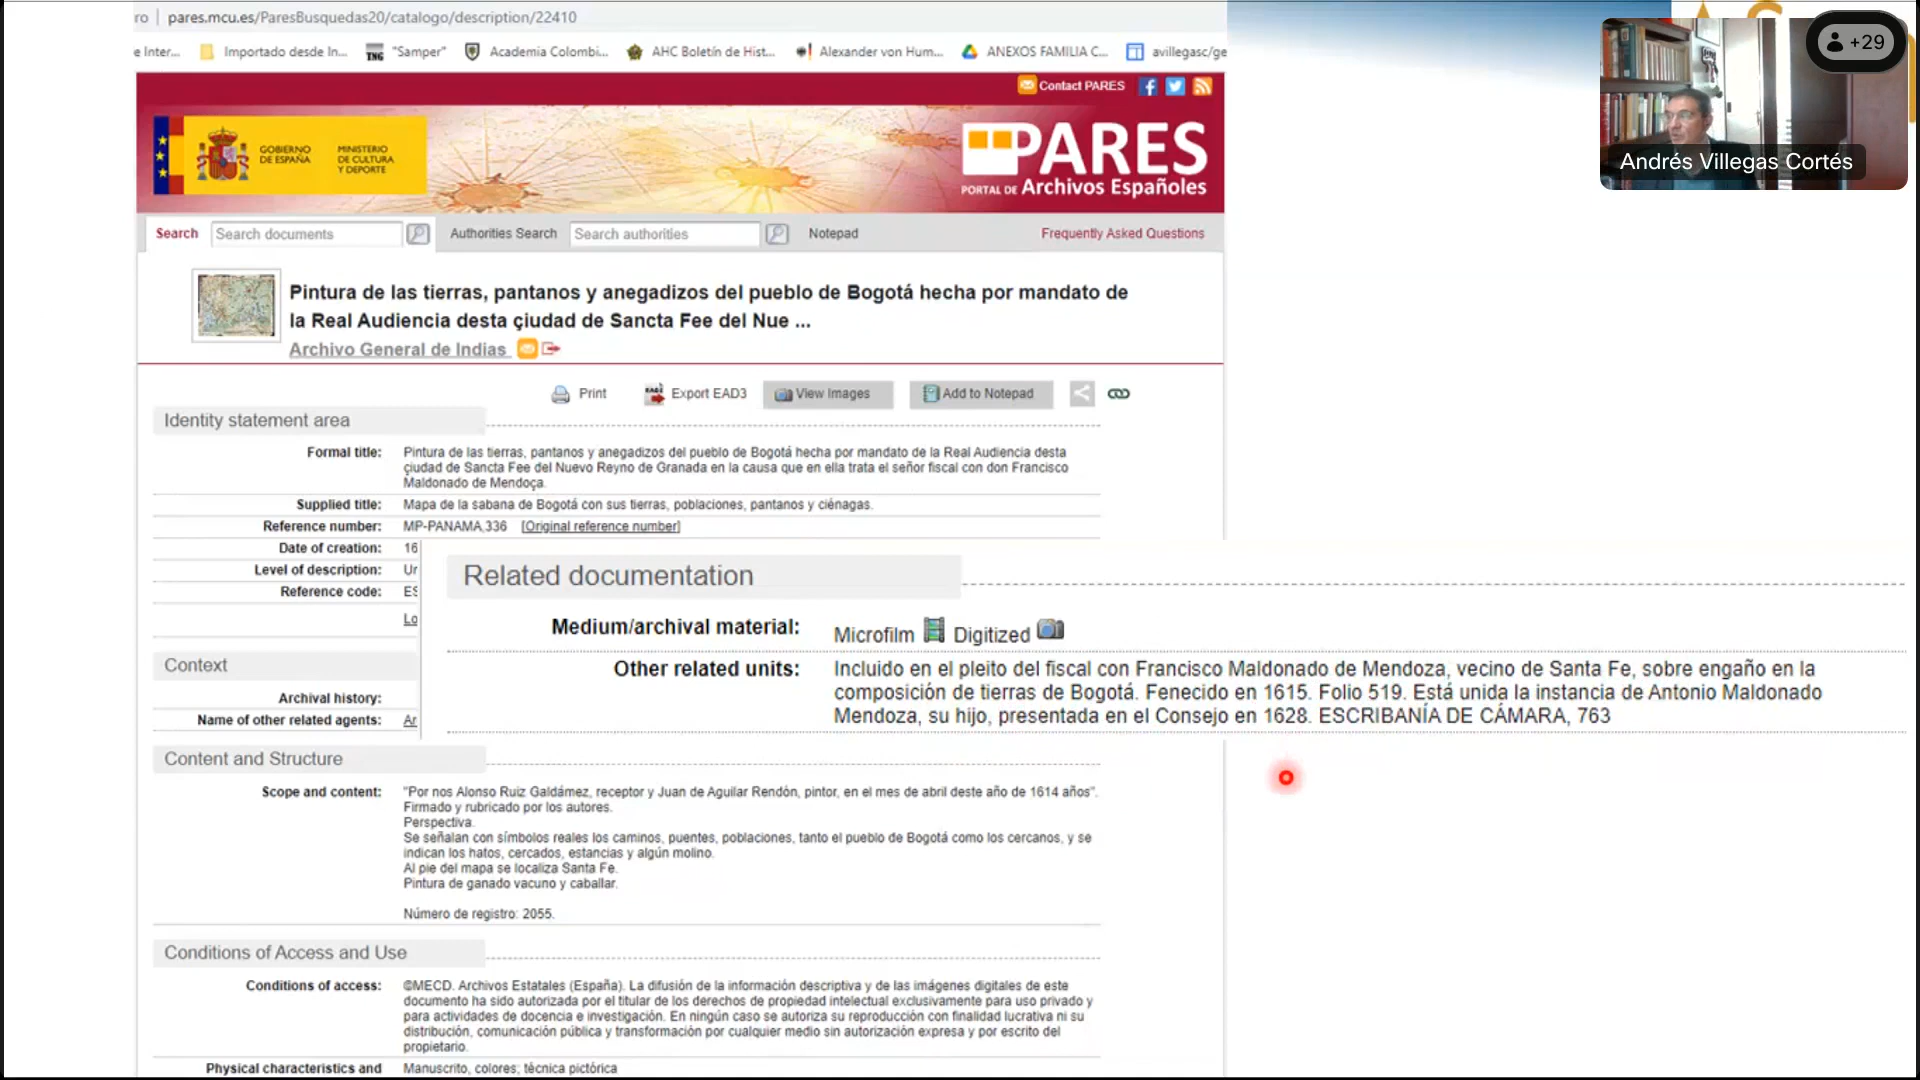 ro | pares.mcu.es/ParesBusquedas20/catalogo/description/22410
e Inter... Importado desde In... TNG "Samper" Academia Colombi... AHC Boletín de Hist... Alexander von Hum... ANEXOS FAMILIA C... avillegasc/ge
+29
Andrés Villegas Cortés
Contact PARES
GOBIERNO DE ESPAÑA
MINISTERIO DE CULTURA Y DEPORTE
PARES
PORTAL DE Archivos Españoles
Search Search documents Authorities Search Search authorities Notepad Frequently Asked Questions
Pintura de las tierras, pantanos y anegadizos del pueblo de Bogotá hecha por mandato de
la Real Audiencia desta çiudad de Sancta Fee del Nue ...
Archivo General de Indias
Print Export EAD3 View Images Add to Notepad
Identity statement area
Formal title: Pintura de las tierras, pantanos y anegadizos del pueblo de Bogotá hecha por mandato de la Real Audiencia desta
çiudad de Sancta Fee del Nuevo Reyno de Granada en la causa que en ella trata el señor fiscal con don Francisco
Maldonado de Mendoça.
Supplied title: Mapa de la sabana de Bogotá con sus tierras, poblaciones, pantanos y ciénagas.
Reference number: MP-PANAMA,336 [Original reference number]
Date of creation: 16
Level of description: Ur
Reference code: ES
Lo
Related documentation
Medium/archival material: Microfilm Digitized
Other related units: Incluido en el pleito del fiscal con Francisco Maldonado de Mendoza, vecino de Santa Fe, sobre engaño en la
composición de tierras de Bogotá. Fenecido en 1615. Folio 519. Está unida la instancia de Antonio Maldonado
Mendoza, su hijo, presentada en el Consejo en 1628. ESCRIBANÍA DE CÁMARA, 763
Context
Archival history:
Name of other related agents: Ar
Content and Structure
Scope and content: "Por nos Alonso Ruiz Galdámez, receptor y Juan de Aguilar Rendón, pintor, en el mes de abril deste año de 1614 años".
Firmado y rubricado por los autores.
Perspectiva.
Se señalan con símbolos reales los caminos, puentes, poblaciones, tanto el pueblo de Bogotá como los cercanos, y se
indican los hatos, cercados, estancias y algún molino.
Al pie del mapa se localiza Santa Fe.
Pintura de ganado vacuno y caballar.
Número de registro: 2055.
Conditions of Access and Use
Conditions of access: ©MECD. Archivos Estatales (España). La difusión de la información descriptiva y de las imágenes digitales de este
documento ha sido autorizada por el titular de los derechos de propiedad intelectual exclusivamente para uso privado y
para actividades de docencia e investigación. En ningún caso se autoriza su reproducción con finalidad lucrativa ni su
distribución, comunicación pública y transformación por cualquier medio sin autorización expresa y por escrito del
propietario.
Physical characteristics and Manuscrito, colores; técnica pictórica